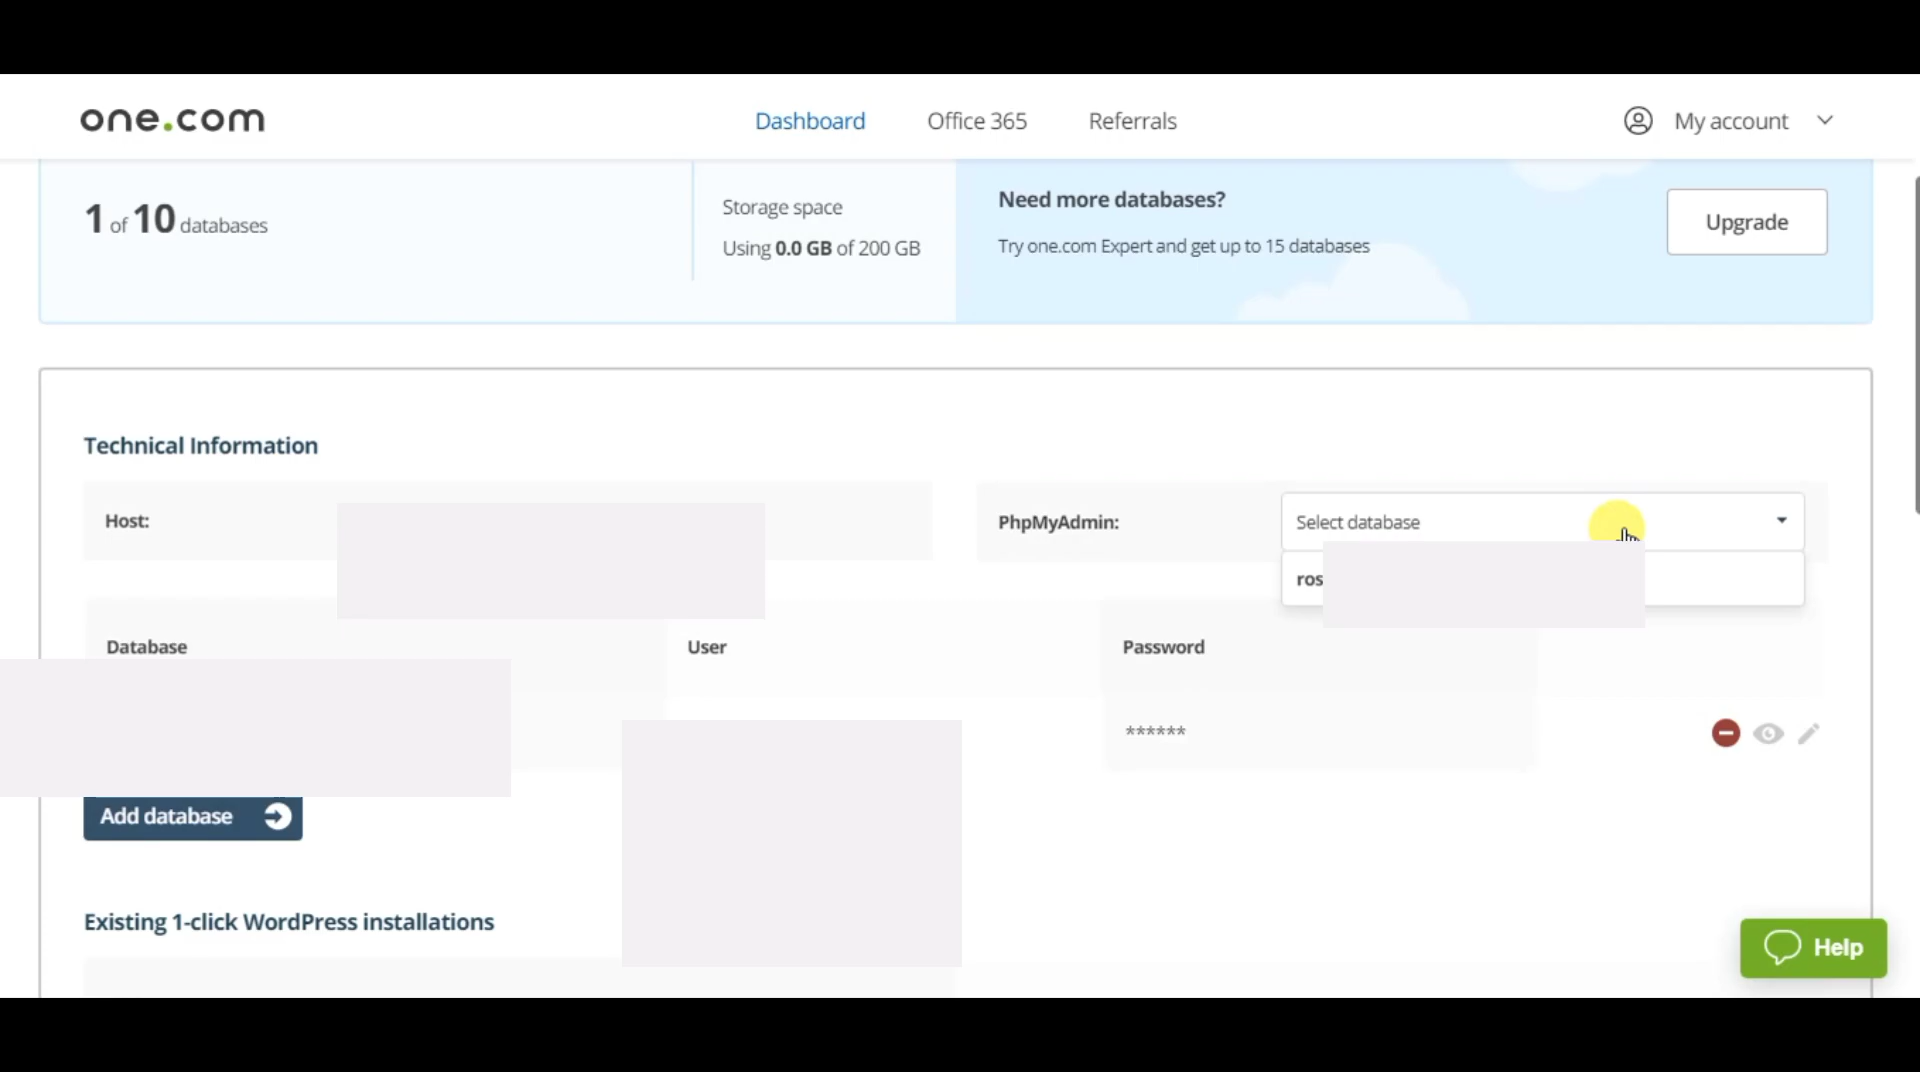 one.com
Dashboard
Office 365
Referrals
My account
1 of 10 databases
Storage space
Using 0.0 GB of 200 GB
Need more databases?
Try one.com Expert and get up to 15 databases
Upgrade
Technical Information
Host:
PhpMyAdmin:
Select database
ros
Database
User
Password
******
Add database
Existing 1-click WordPress installations
Help